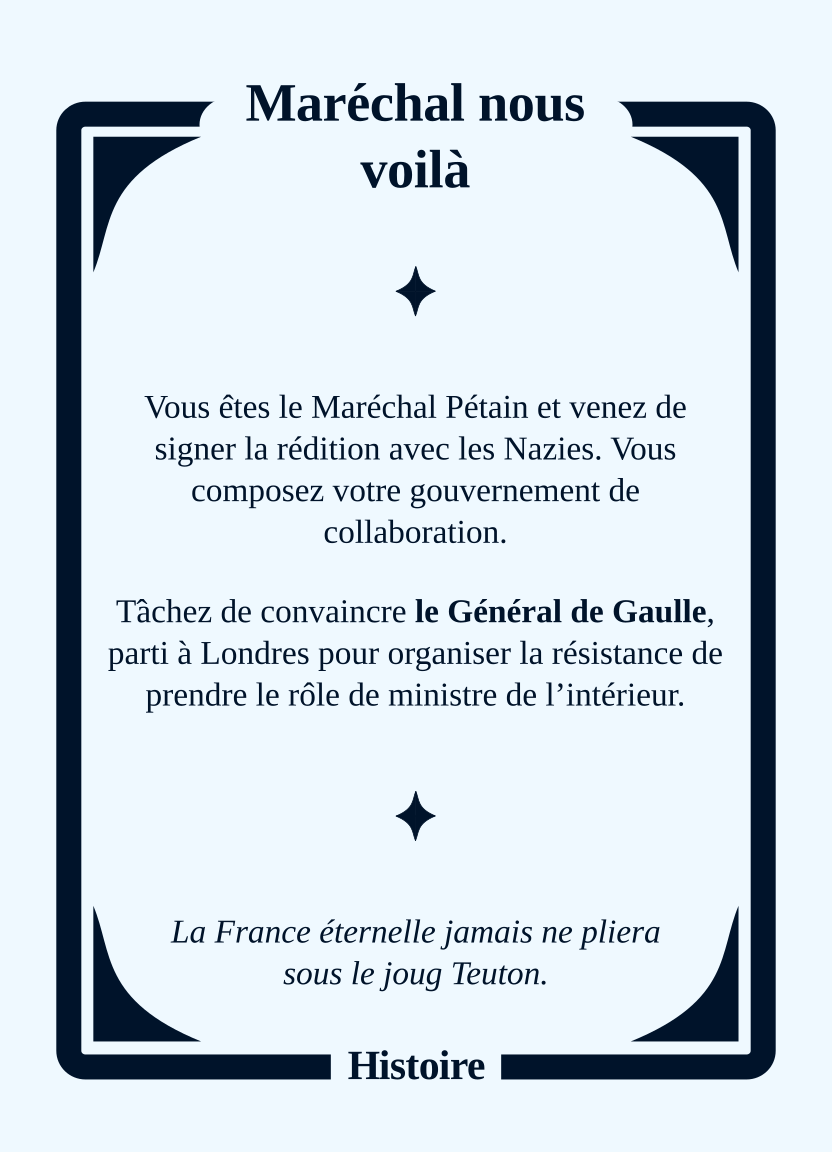 Maréchal nous
voilà
Vous êtes le Maréchal Pétain et venez de
signer la rédition avec les Nazies. Vous
composez votre gouvernement de
collaboration.
Tâchez de convaincre le Général de Gaulle,
parti à Londres pour organiser la résistance de
prendre le rôle de ministre de l’intérieur.
La France éternelle jamais ne pliera
sous le joug Teuton.
Histoire